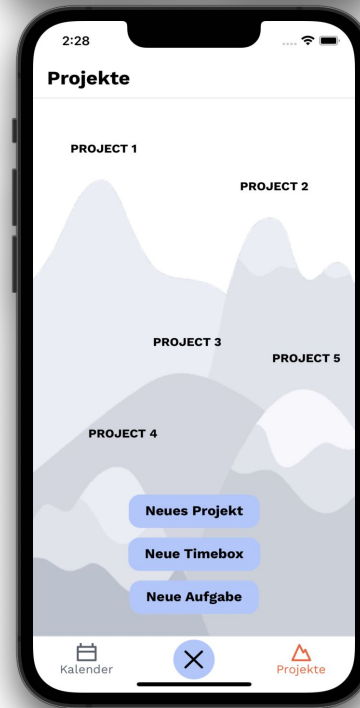 2:28
Projekte
PROJECT 1
PROJECT 2
PROJECT 3
PROJECT 5
PROJECT 4
Neues Projekt
Neue Timebox
Neue Aufgabe
Kalender
Projekte